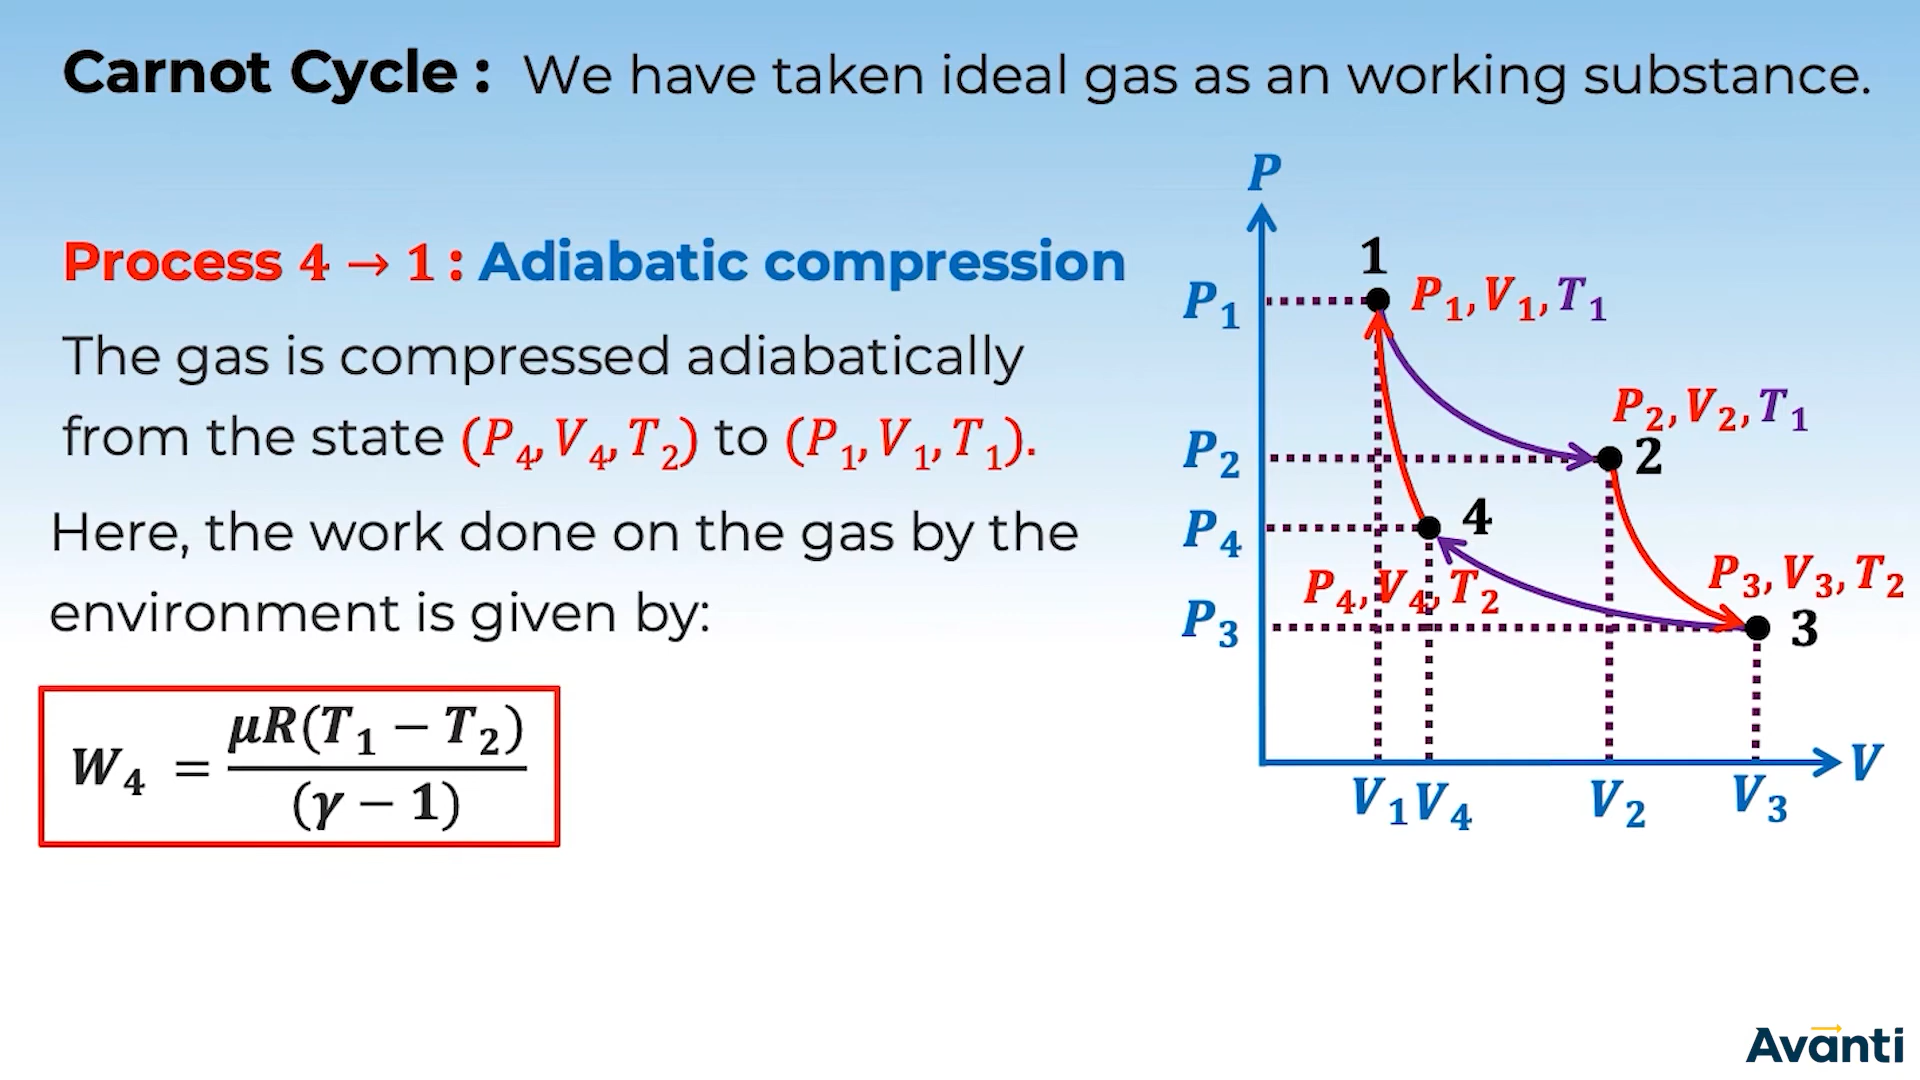 Carnot Cycle : We have taken ideal gas as an working substance.
Process 4 → 1 : Adiabatic compression
The gas is compressed adiabatically
from the state (P₄, V₄, T₂) to (P₁, V₁, T₁).
Here, the work done on the gas by the
environment is given by:
W₄ = μR(T₁ − T₂) / (γ − 1)
P
1
P₁
P₁, V₁, T₁
P₂, V₂, T₁
P₂
2
P₄
4
P₄, V₄, T₂
P₃, V₃, T₂
P₃
3
V
V₁ V₄ V₂ V₃
Avanti